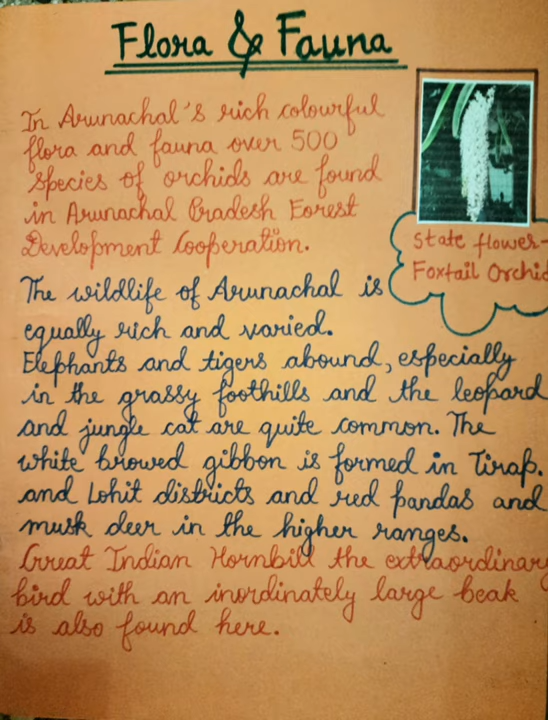 Flora & Fauna
In Arunachal's rich colourful
flora and fauna over 500
species of orchids are found
in Arunachal Pradesh Forest
Development Cooperation.
State flower-
Foxtail Orchid
The wildlife of Arunachal is
equally rich and varied.
Elephants and tigers abound, especially
in the grassy foothills and the leopard
and jungle cat are quite common. The
white browed gibbon is formed in Tirap.
and Lohit districts and red pandas and
musk deer in the higher ranges.
Great Indian Hornbill the extraordinary
bird with an inordinately large beak
is also found here.